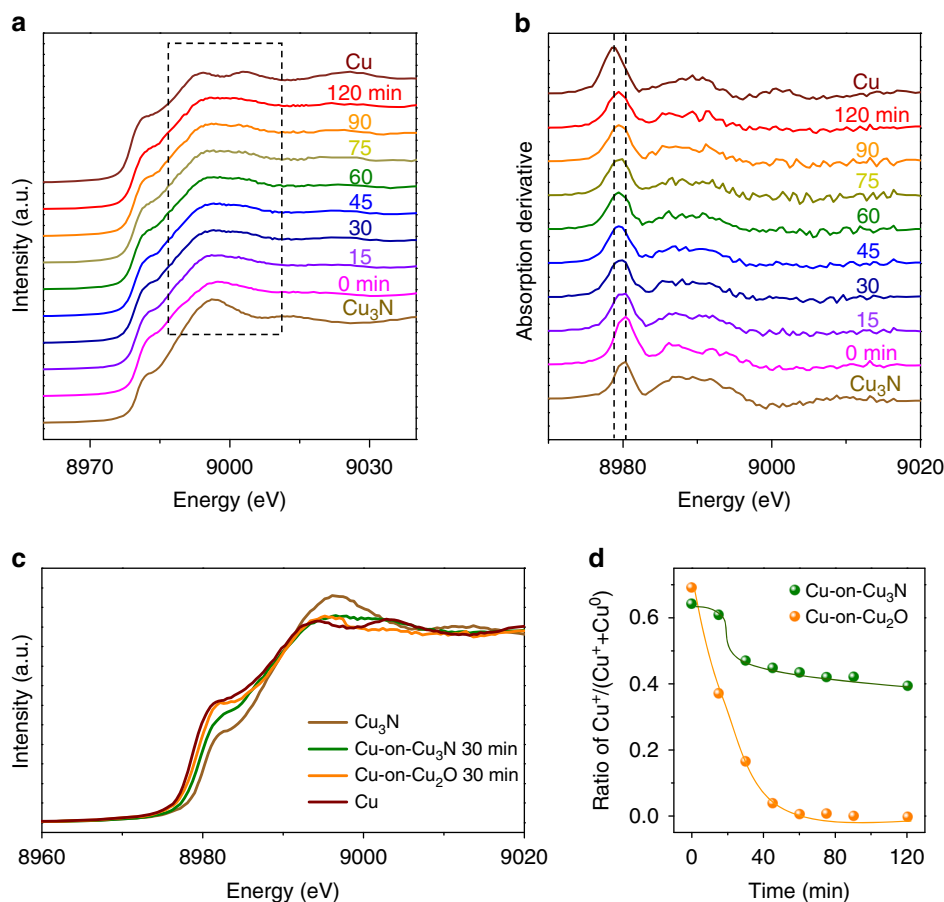 a
Intensity (a.u.)
Cu
120 min
90
75
60
45
30
15
0 min
Cu₃N
8970 9000 9030
Energy (eV)
b
Absorption derivative
Cu
120 min
90
75
60
45
30
15
0 min
Cu₃N
8980 9000 9020
Energy (eV)
c
Intensity (a.u.)
Cu₃N
Cu-on-Cu₃N 30 min
Cu-on-Cu₂O 30 min
Cu
8960 8980 9000 9020
Energy (eV)
d
Ratio of Cu⁺/(Cu⁺+Cu⁰)
Cu-on-Cu₃N
Cu-on-Cu₂O
0.6
0.4
0.2
0.0
0 40 80 120
Time (min)